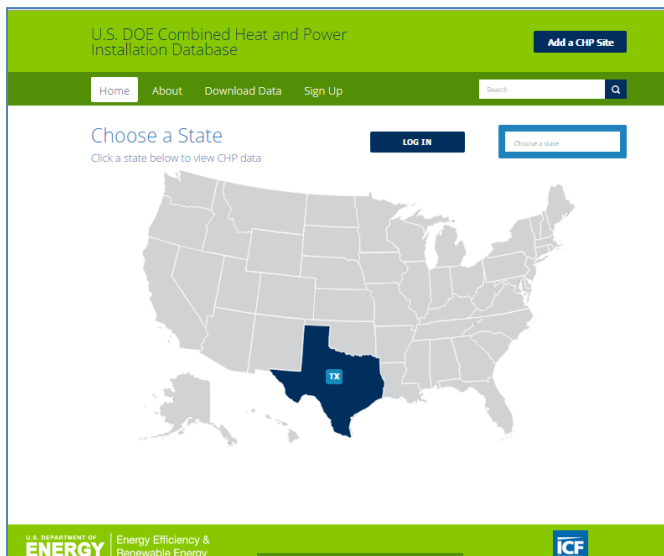 U.S. DOE Combined Heat and Power
Installation Database
Add a CHP Site
Home About Download Data Sign Up
Search
Choose a State
Click a state below to view CHP data
LOG IN
Choose a state
TX
U.S. DEPARTMENT OF
ENERGY
Energy Efficiency &
Renewable Energy
ICF